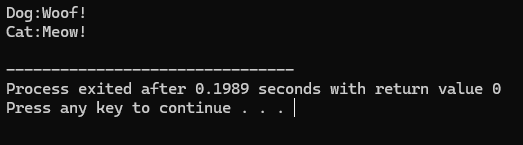 Dog:Woof!
Cat:Meow!
--------------------------------
Process exited after 0.1989 seconds with return value 0
Press any key to continue . . .